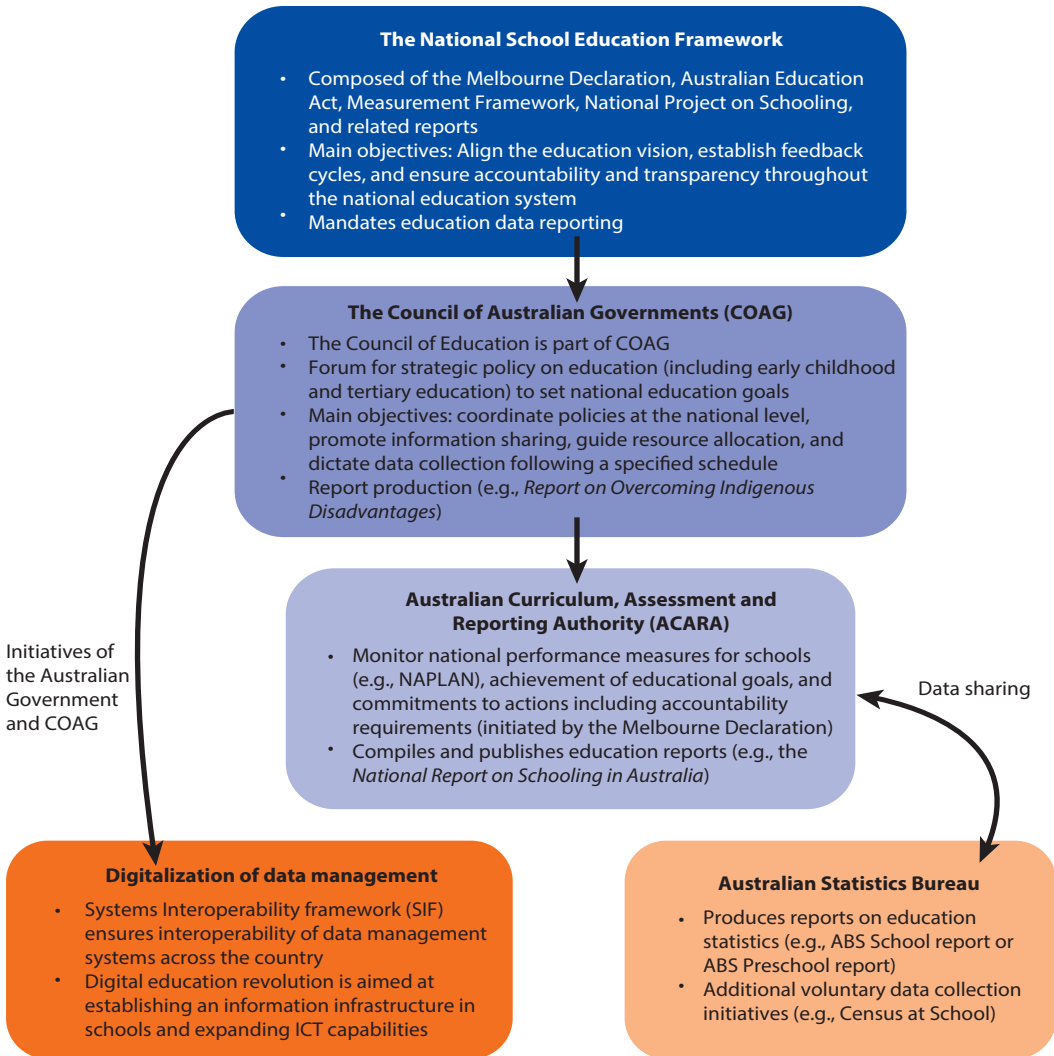 The National School Education Framework
• Composed of the Melbourne Declaration, Australian Education
Act, Measurement Framework, National Project on Schooling,
and related reports
• Main objectives: Align the education vision, establish feedback
cycles, and ensure accountability and transparency throughout
the national education system
• Mandates education data reporting
The Council of Australian Governments (COAG)
• The Council of Education is part of COAG
• Forum for strategic policy on education (including early childhood
and tertiary education) to set national education goals
• Main objectives: coordinate policies at the national level,
promote information sharing, guide resource allocation, and
dictate data collection following a specified schedule
• Report production (e.g., Report on Overcoming Indigenous
Disadvantages)
Australian Curriculum, Assessment and
Reporting Authority (ACARA)
• Monitor national performance measures for schools
(e.g., NAPLAN), achievement of educational goals, and
commitments to actions including accountability
requirements (initiated by the Melbourne Declaration)
• Compiles and publishes education reports (e.g., the
National Report on Schooling in Australia)
Initiatives of
the Australian
Government
and COAG
Data sharing
Digitalization of data management
• Systems Interoperability framework (SIF)
ensures interoperability of data management
systems across the country
• Digital education revolution is aimed at
establishing an information infrastructure in
schools and expanding ICT capabilities
Australian Statistics Bureau
• Produces reports on education
statistics (e.g., ABS School report or
ABS Preschool report)
• Additional voluntary data collection
initiatives (e.g., Census at School)